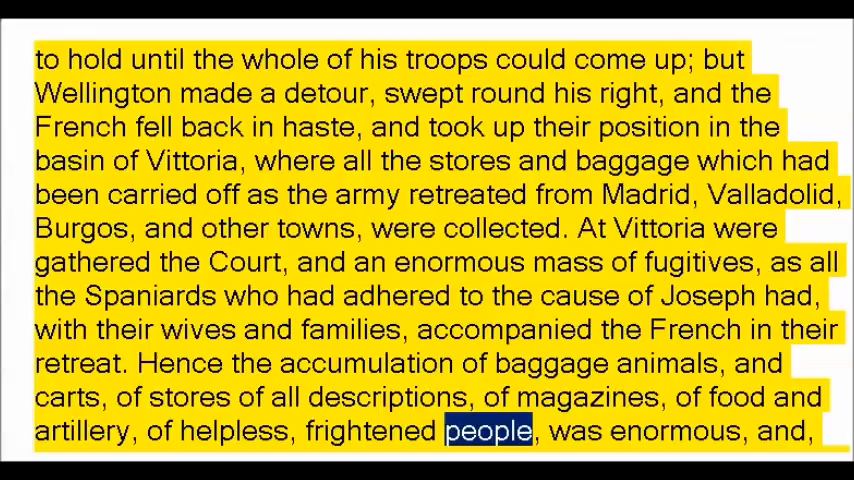 to hold until the whole of his troops could come up; but
Wellington made a detour, swept round his right, and the
French fell back in haste, and took up their position in the
basin of Vittoria, where all the stores and baggage which had
been carried off as the army retreated from Madrid, Valladolid,
Burgos, and other towns, were collected. At Vittoria were
gathered the Court, and an enormous mass of fugitives, as all
the Spaniards who had adhered to the cause of Joseph had,
with their wives and families, accompanied the French in their
retreat. Hence the accumulation of baggage animals, and
carts, of stores of all descriptions, of magazines, of food and
artillery, of helpless, frightened people, was enormous, and,